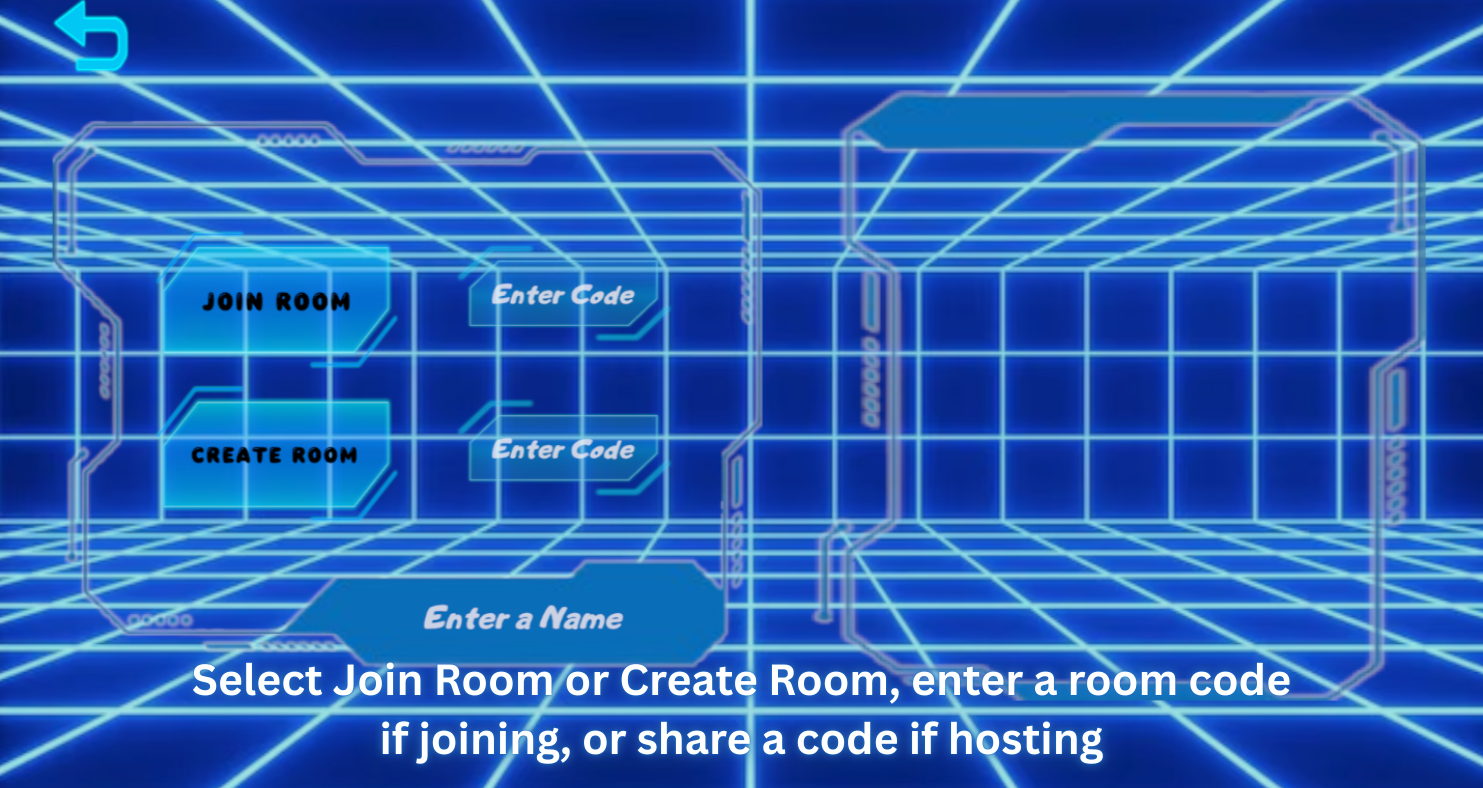 JOIN ROOM
Enter Code
CREATE ROOM
Enter Code
Enter a Name
Select Join Room or Create Room, enter a room code
if joining, or share a code if hosting